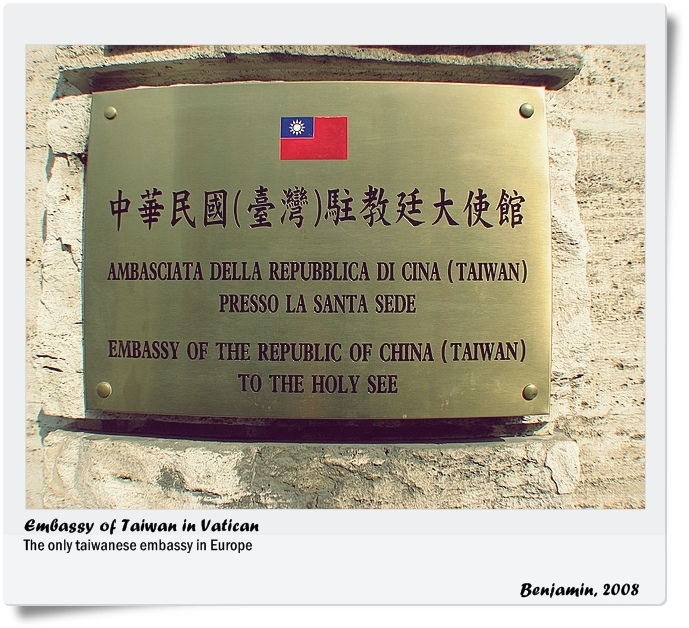 中華民國(臺灣)駐教廷大使館
AMBASCIATA DELLA REPUBBLICA DI CINA (TAIWAN)
PRESSO LA SANTA SEDE
EMBASSY OF THE REPUBLIC OF CHINA (TAIWAN)
TO THE HOLY SEE
Embassy of Taiwan in Vatican
The only taiwanese embassy in Europe
Benjamin, 2008